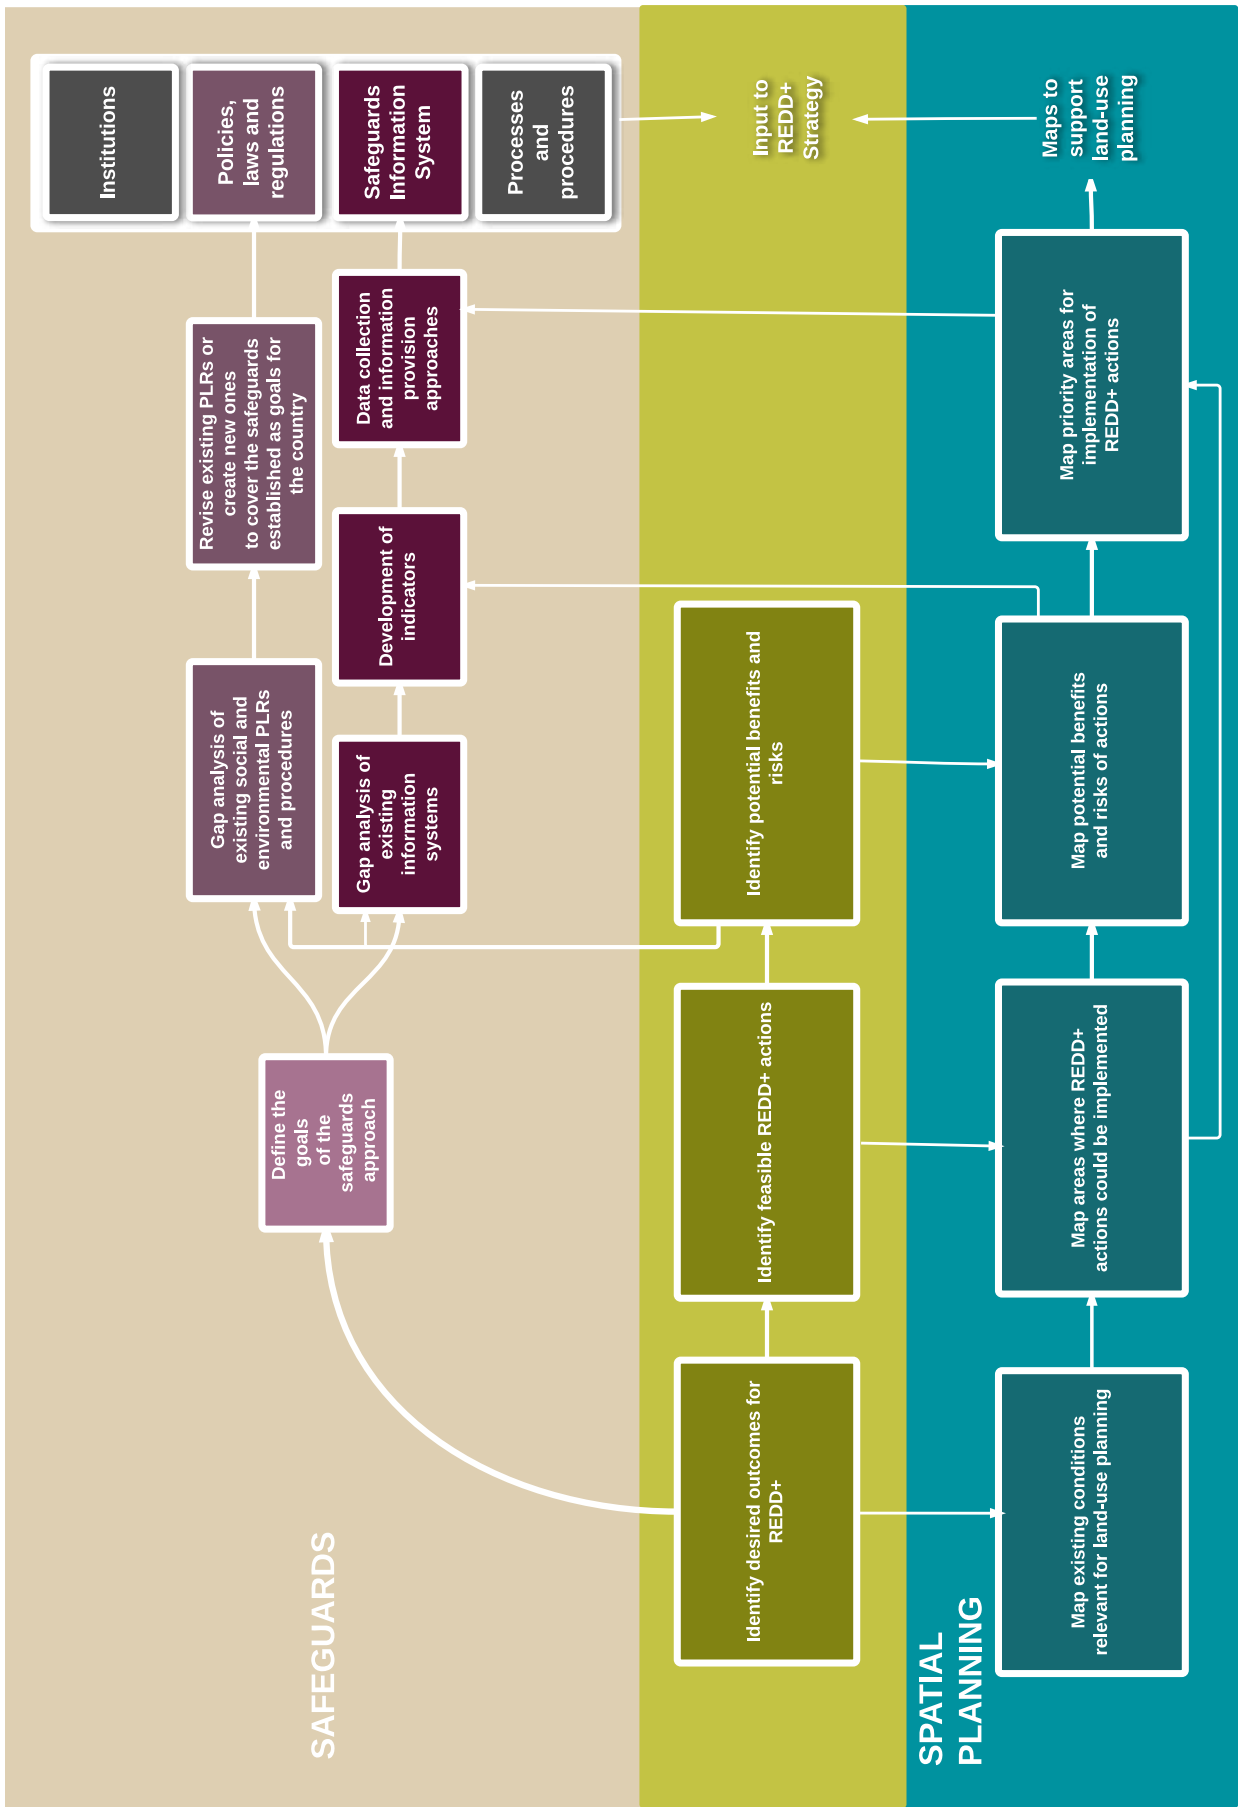 SAFEGUARDS
Define the
goals
of the
safeguards
approach
Gap analysis of
existing social and
environmental PLRs
and procedures
Revise existing PLRs or
create new ones
to cover the safeguards
established as goals for
the country
Gap analysis of
existing
information
systems
Development of
indicators
Data collection
and information
provision
approaches
Institutions
Policies,
laws and
regulations
Safeguards
Information
System
Processes
and
procedures
Identify desired outcomes for
REDD+
Identify feasible REDD+ actions
Identify potential benefits and
risks
Input to
REDD+
Strategy
SPATIAL
PLANNING
Map existing conditions
relevant for land-use planning
Map areas where REDD+
actions could be implemented
Map potential benefits
and risks of actions
Map priority areas for
implementation of
REDD+ actions
Maps to
support
land-use
planning